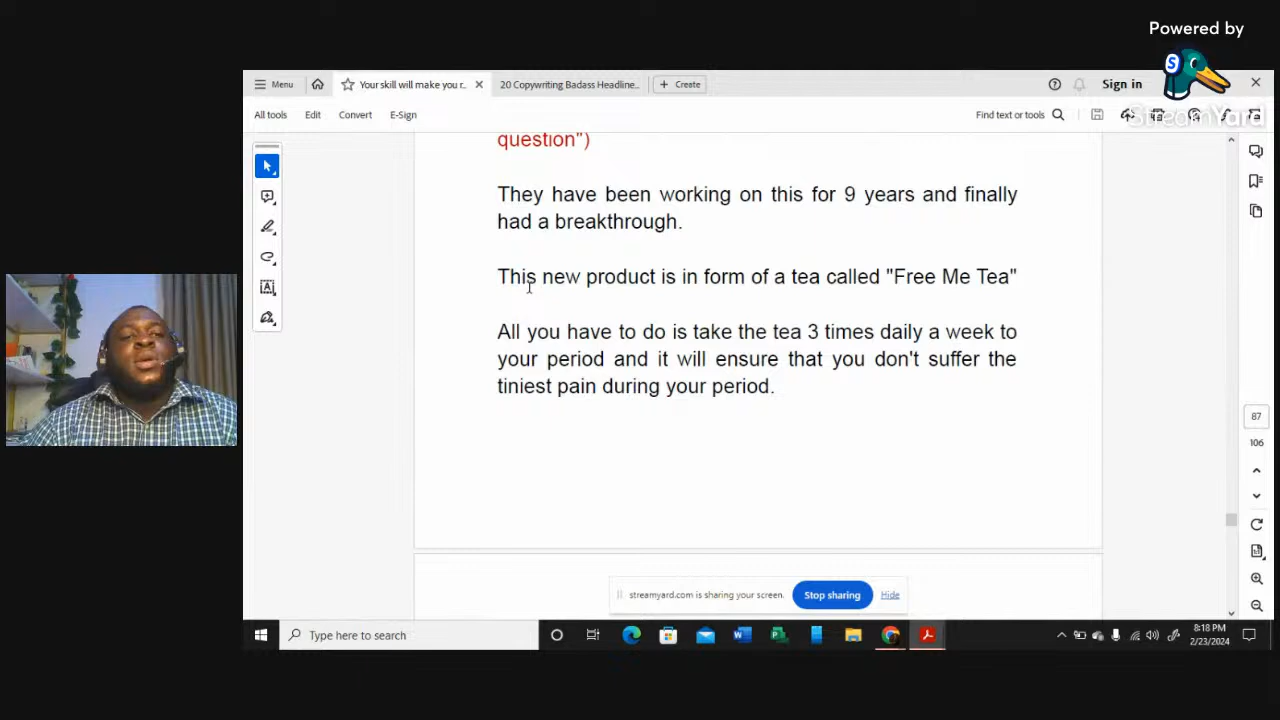 Powered by
StreamYard
Menu
Your skill will make you r...
20 Copywriting Badass Headline...
+ Create
Sign in
All tools
Edit
Convert
E-Sign
Find text or tools
question")
They have been working on this for 9 years and finally
had a breakthrough.
This new product is in form of a tea called "Free Me Tea"
All you have to do is take the tea 3 times daily a week to
your period and it will ensure that you don't suffer the
tiniest pain during your period.
87
106
streamyard.com is sharing your screen.
Stop sharing
Hide
Type here to search
8:18 PM
2/23/2024